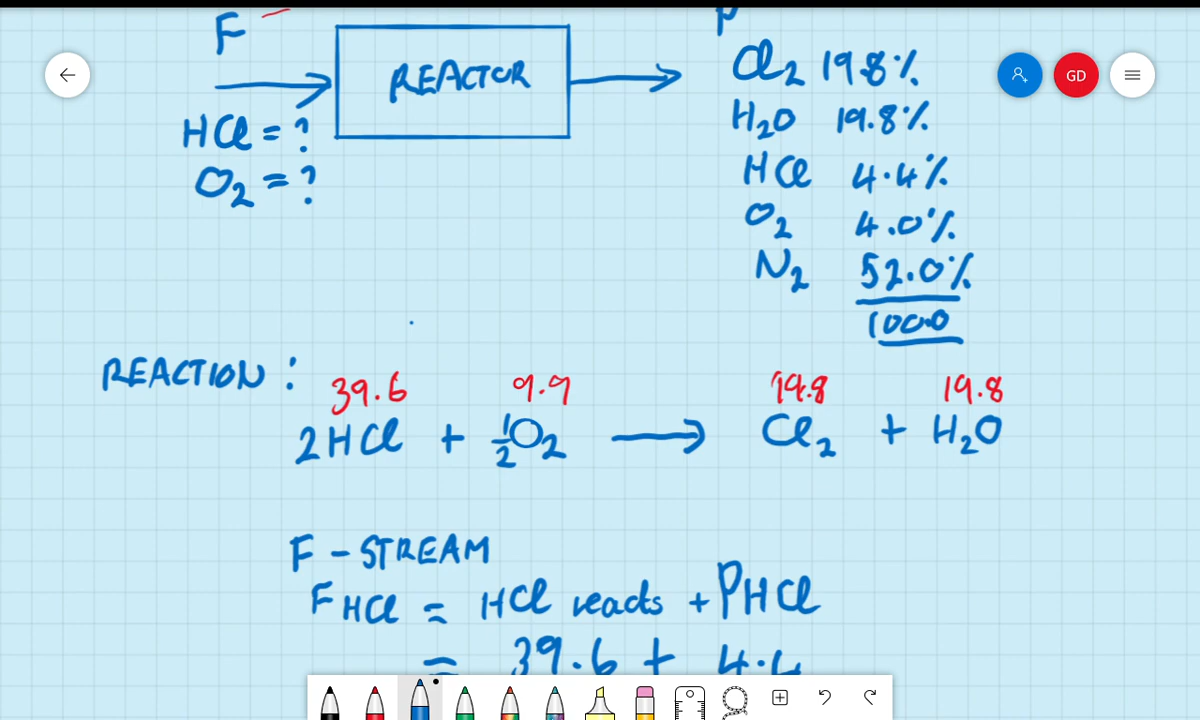 F
REACTOR
P
HCl = ?
O2 = ?
Cl2 19.8%
H2O 19.8%
HCl 4.4%
O2 4.0%
N2 52.0%
100.0
GD
REACTION :
39.6 9.9 19.8 19.8
2HCl + 1/2O2 → Cl2 + H2O
F - STREAM
FHCl = HCl reacts + PHCl
= 39.6 + 4.4